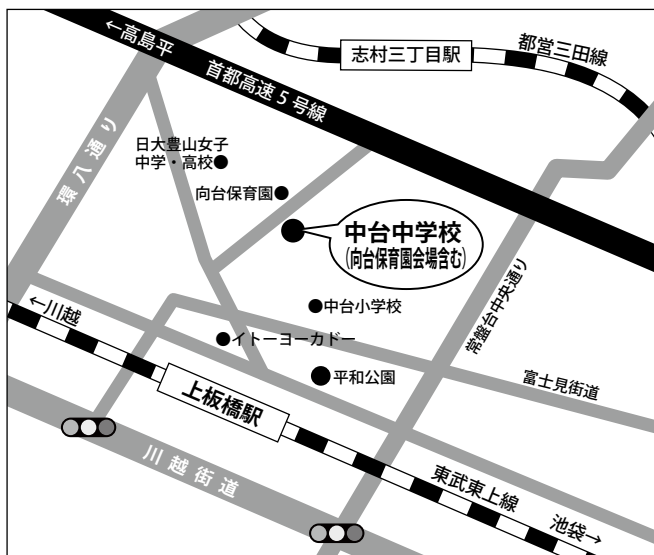 ←高島平
首都高速5号線
志村三丁目駅
都営三田線
環八通り
日大豊山女子
中学・高校●
向台保育園●
中台中学校
(向台保育園会場含む)
●中台小学校
常盤台中央通り
←川越
●イトーヨーカドー
●平和公園
富士見街道
上板橋駅
川越街道
東武東上線
池袋→